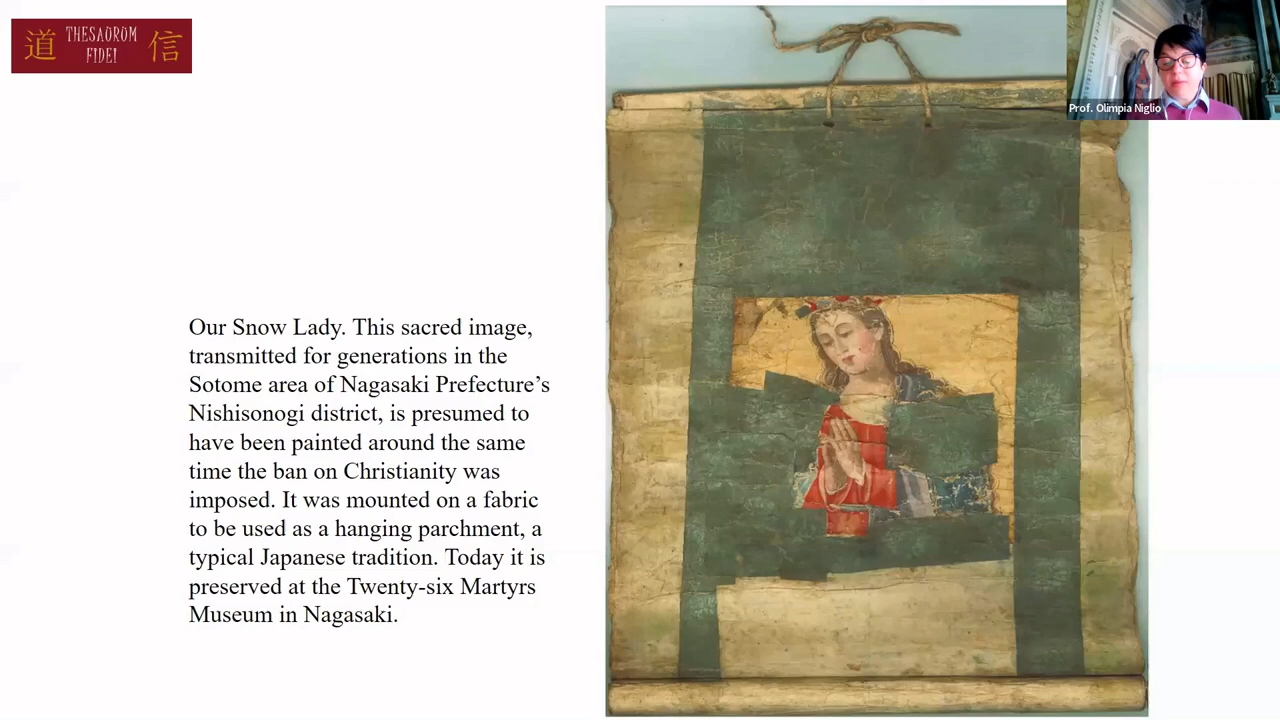 道 THESAURUM 信
FIDEI
Prof. Olimpia Niglio
Our Snow Lady. This sacred image,
transmitted for generations in the
Sotome area of Nagasaki Prefecture’s
Nishisonogi district, is presumed to
have been painted around the same
time the ban on Christianity was
imposed. It was mounted on a fabric
to be used as a hanging parchment, a
typical Japanese tradition. Today it is
preserved at the Twenty-six Martyrs
Museum in Nagasaki.